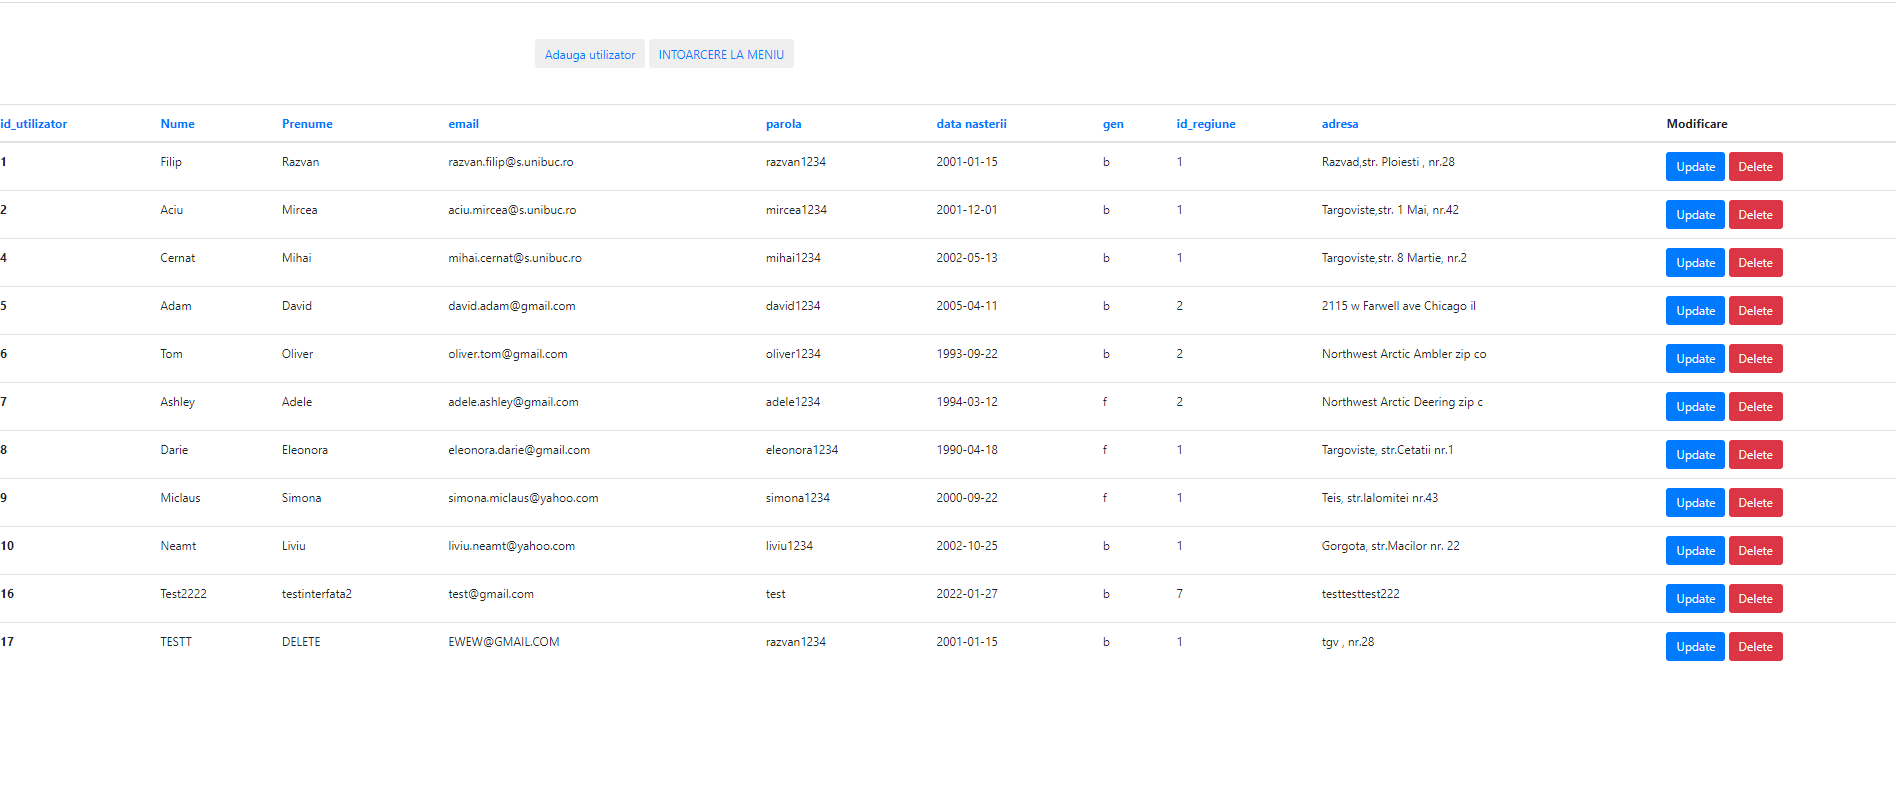 Adauga utilizator INTOARCERE LA MENIU
id_utilizator Nume Prenume email parola data nasterii gen id_regiune adresa Modificare
1 Filip Razvan razvan.filip@s.unibuc.ro razvan1234 2001-01-15 b 1 Razvad,str. Ploiesti , nr.28 Update Delete
2 Aciu Mircea aciu.mircea@s.unibuc.ro mircea1234 2001-12-01 b 1 Targoviste,str. 1 Mai, nr.42 Update Delete
4 Cernat Mihai mihai.cernat@s.unibuc.ro mihai1234 2002-05-13 b 1 Targoviste,str. 8 Martie, nr.2 Update Delete
5 Adam David david.adam@gmail.com david1234 2005-04-11 b 2 2115 w Farwell ave Chicago il Update Delete
6 Tom Oliver oliver.tom@gmail.com oliver1234 1993-09-22 b 2 Northwest Arctic Ambler zip co Update Delete
7 Ashley Adele adele.ashley@gmail.com adele1234 1994-03-12 f 2 Northwest Arctic Deering zip c Update Delete
8 Darie Eleonora eleonora.darie@gmail.com eleonora1234 1990-04-18 f 1 Targoviste, str.Cetatii nr.1 Update Delete
9 Miclaus Simona simona.miclaus@yahoo.com simona1234 2000-09-22 f 1 Teis, str.Ialomitei nr.43 Update Delete
10 Neamt Liviu liviu.neamt@yahoo.com liviu1234 2002-10-25 b 1 Gorgota, str.Macilor nr. 22 Update Delete
16 Test2222 testinterfata2 test@gmail.com test 2022-01-27 b 7 testtesttest222 Update Delete
17 TESTT DELETE EWEW@GMAIL.COM razvan1234 2001-01-15 b 1 tgv , nr.28 Update Delete